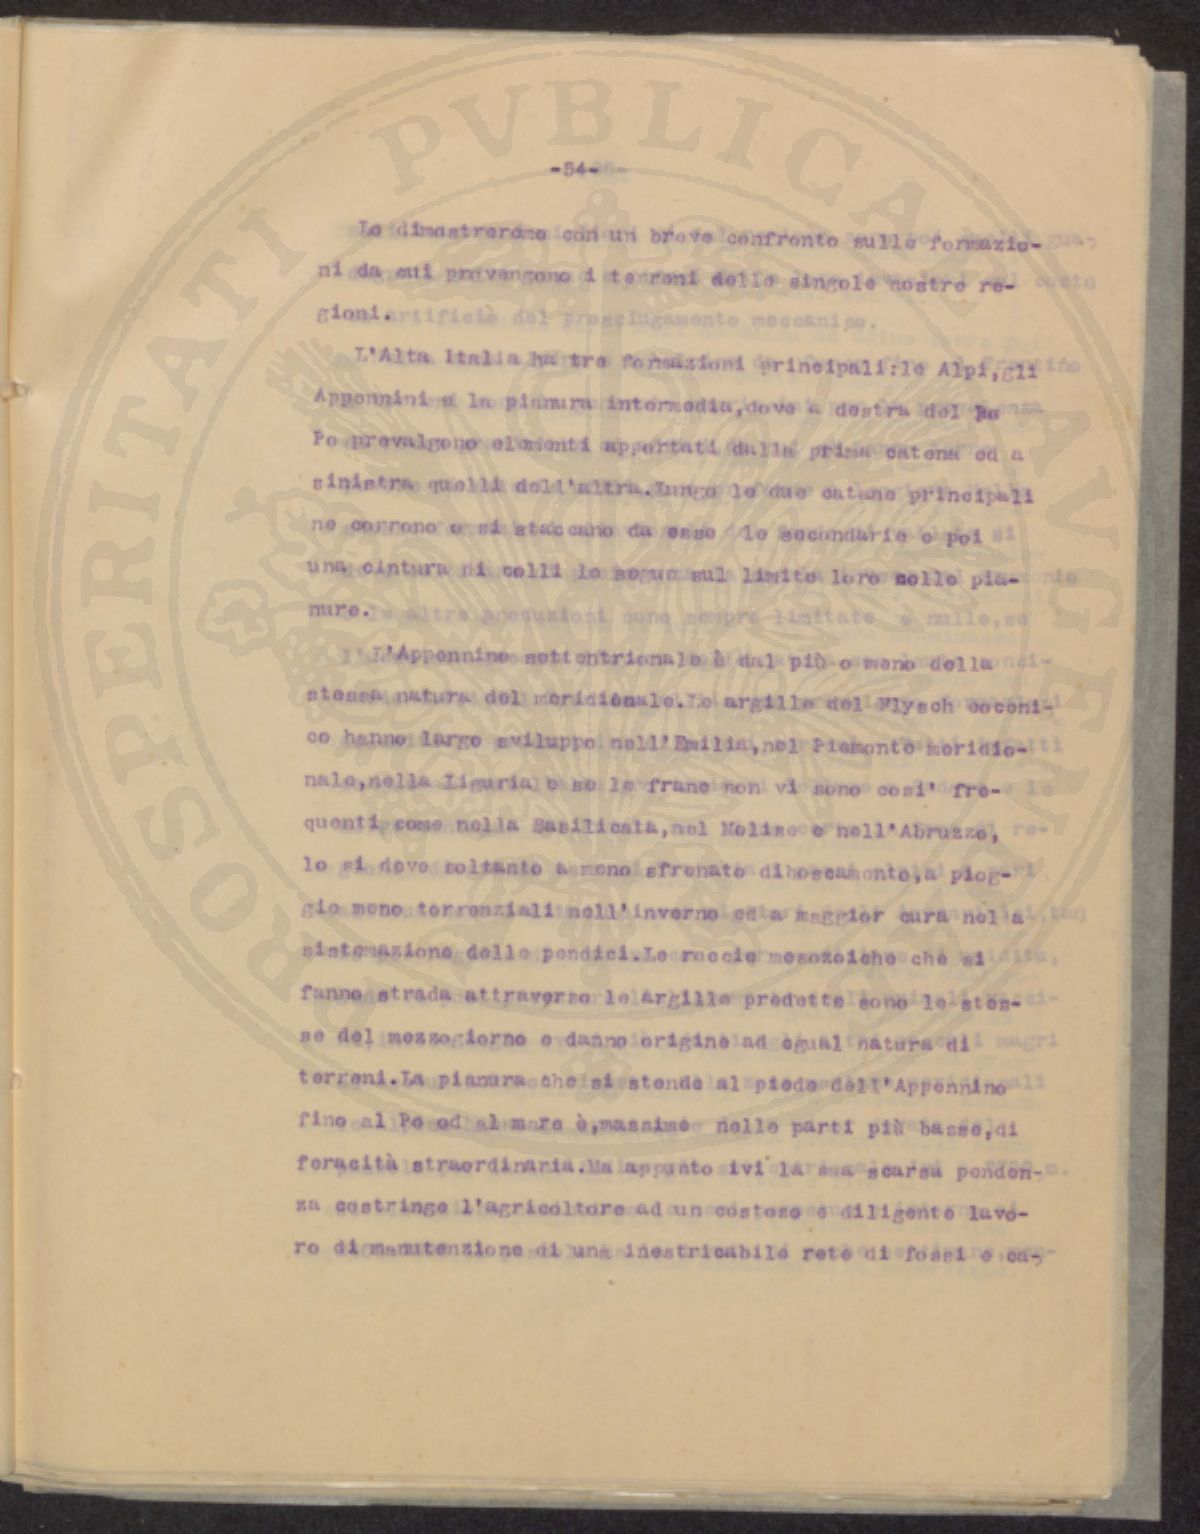 -54-
Lo dimostreremo con un breve confronto sulle formazio-
ni da cui provengono i terreni delle singole nostre re-
gioni.
L'Alta Italia ha tre formazioni principali:le Alpi,gli
Appennini e la pianura intermedia,dove a destra del
Po prevalgono elementi apportati dalla prima catena ed a
sinistra quelli dell'altra.Lungo le due catene principali
ne corrono e si staccano da esse le secondarie e poi
una cintura di colli le segue sul limite loro nelle pia-
nure.
L'Appennino settentrionale è dal più o meno della
stessa natura del meridionale.Le argille del Flysch eoceni-
co hanno largo sviluppo nell'Emilia,nel Piemonte meridio-
nale,nella Liguria e se le frane non vi sono cosi' fre-
quenti come nella Basilicata,nel Molise e nell'Abruzzo,
lo si deve soltanto a meno sfrenato diboscamento,a piog-
gie meno torrenziali nell'inverno ed a maggior cura nel a
sistemazione delle pendici.Le roccie mesozoiche che si
fanno strada attraverso le argille predette sono le stes-
se del mezzogiorno e danno origine ad egual natura di
terreni.La pianura che si stende al piede dell'Appennino
fino al Po ed al mare è,massime nelle parti più basse,di
feracità straordinaria.Ma appunto ivi la sua scarsa penden-
za costringe l'agricoltore ad un costoso e diligente lavo-
ro di manutenzione di una inestricabile rete di fossi e ca-
PROSPERITATI PVBLICAE AVGENDAE